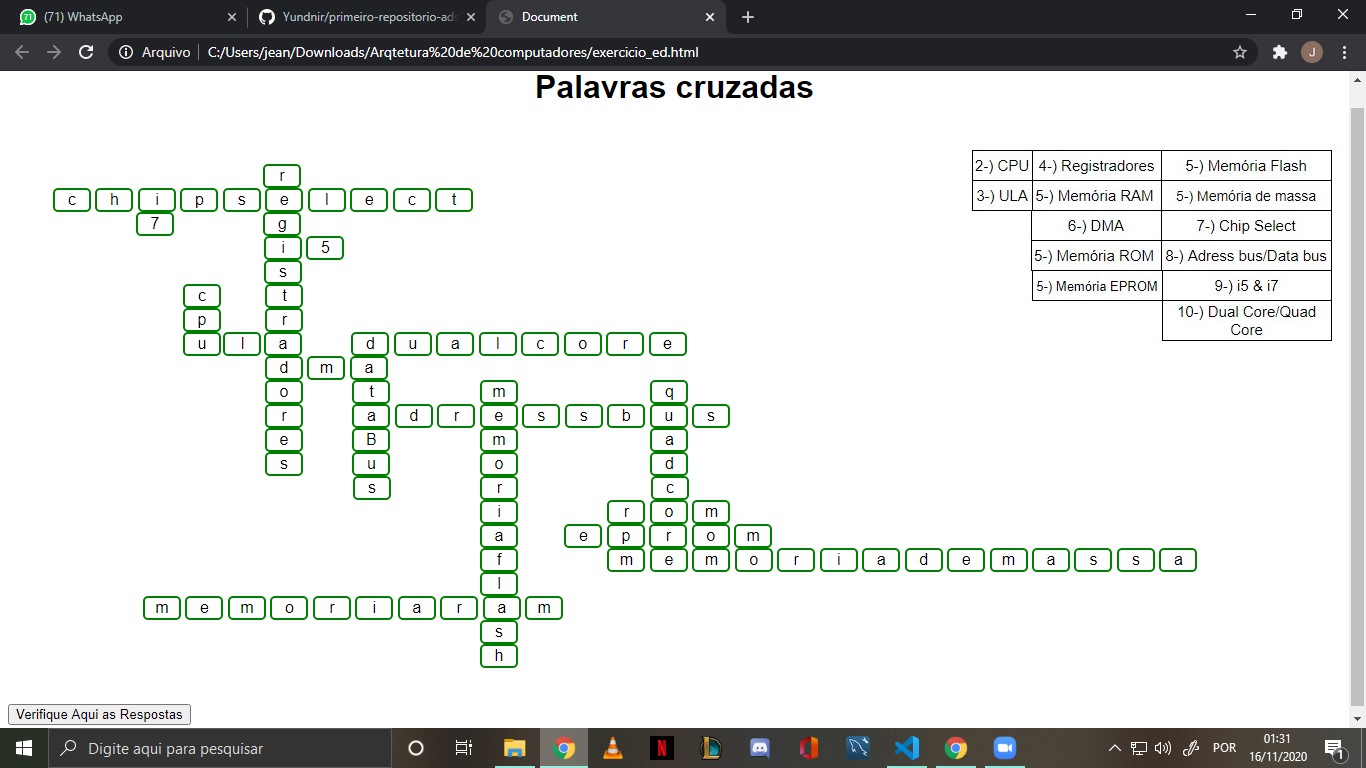 (71) WhatsApp
Yundnir/primeiro-repositorio-ads
Document
Arquivo
C:/Users/jean/Downloads/Arqtetura%20de%20computadores/exercicio_ed.html
J
Palavras cruzadas
2-) CPU 4-) Registradores 5-) Memória Flash
3-) ULA 5-) Memória RAM 5-) Memória de massa
6-) DMA 7-) Chip Select
5-) Memória ROM 8-) Adress bus/Data bus
5-) Memória EPROM 9-) i5 & i7
10-) Dual Core/Quad
Core
r
c h i p s e l e c t
7 g
i 5
s
c t
p r
u l a d u a l c o r e
d m a
o t m q
r a d r e s s b u s
e B m a
s u o d
s r c
i r o m
a e p r o m
f m e m o r i a d e m a s s a
l
m e m o r i a r a m
s
h
Verifique Aqui as Respostas
Digite aqui para pesquisar
POR
01:31
16/11/2020
1